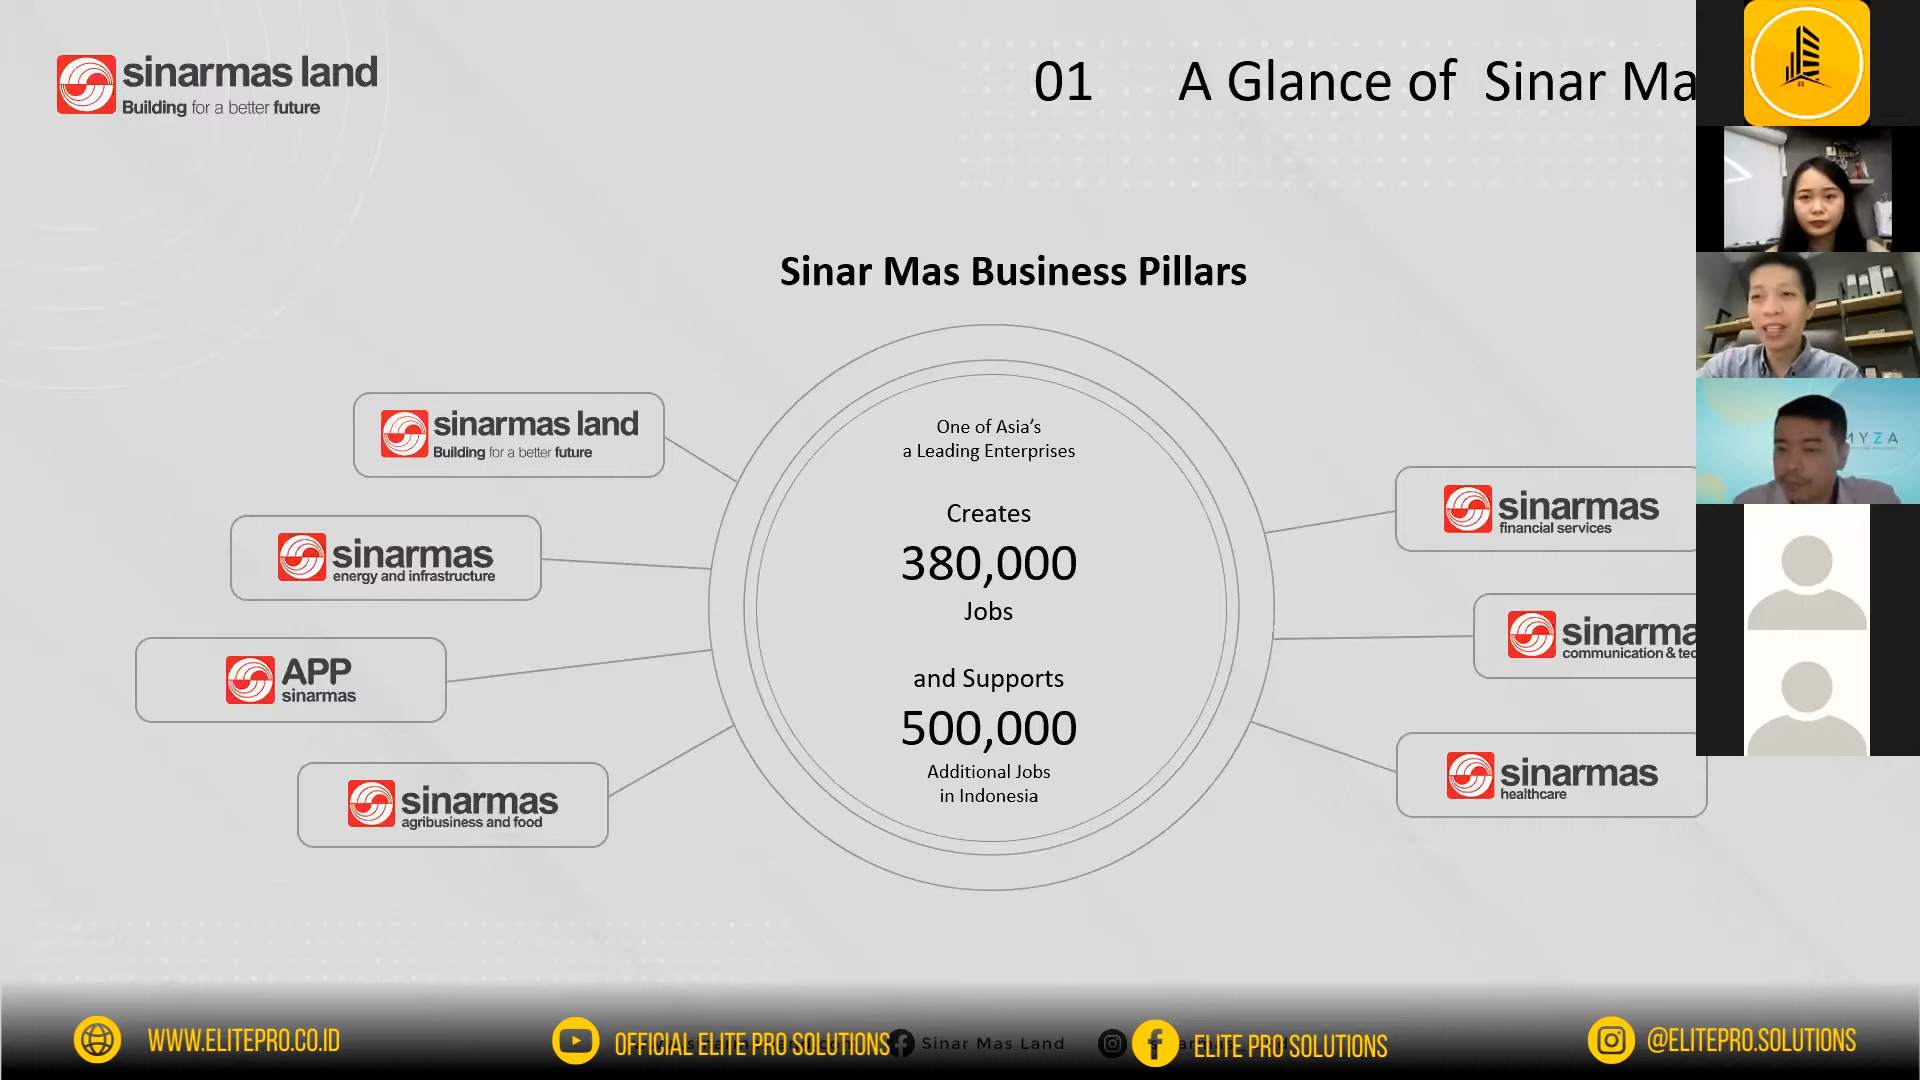 sinarmas land
Building for a better future
01 A Glance of Sinar Ma
Sinar Mas Business Pillars
sinarmas land
Building for a better future
sinarmas
energy and infrastructure
APP
sinarmas
sinarmas
agribusiness and food
One of Asia's
a Leading Enterprises
Creates
380,000
Jobs
and Supports
500,000
Additional Jobs
in Indonesia
sinarmas
financial services
sinarma
communication & tec
sinarmas
healthcare
MYZA
WWW.ELITEPRO.CO.ID
OFFICIAL ELITE PRO SOLUTIONS
Sinar Mas Land
ELITE PRO SOLUTIONS
@ELITEPRO.SOLUTIONS